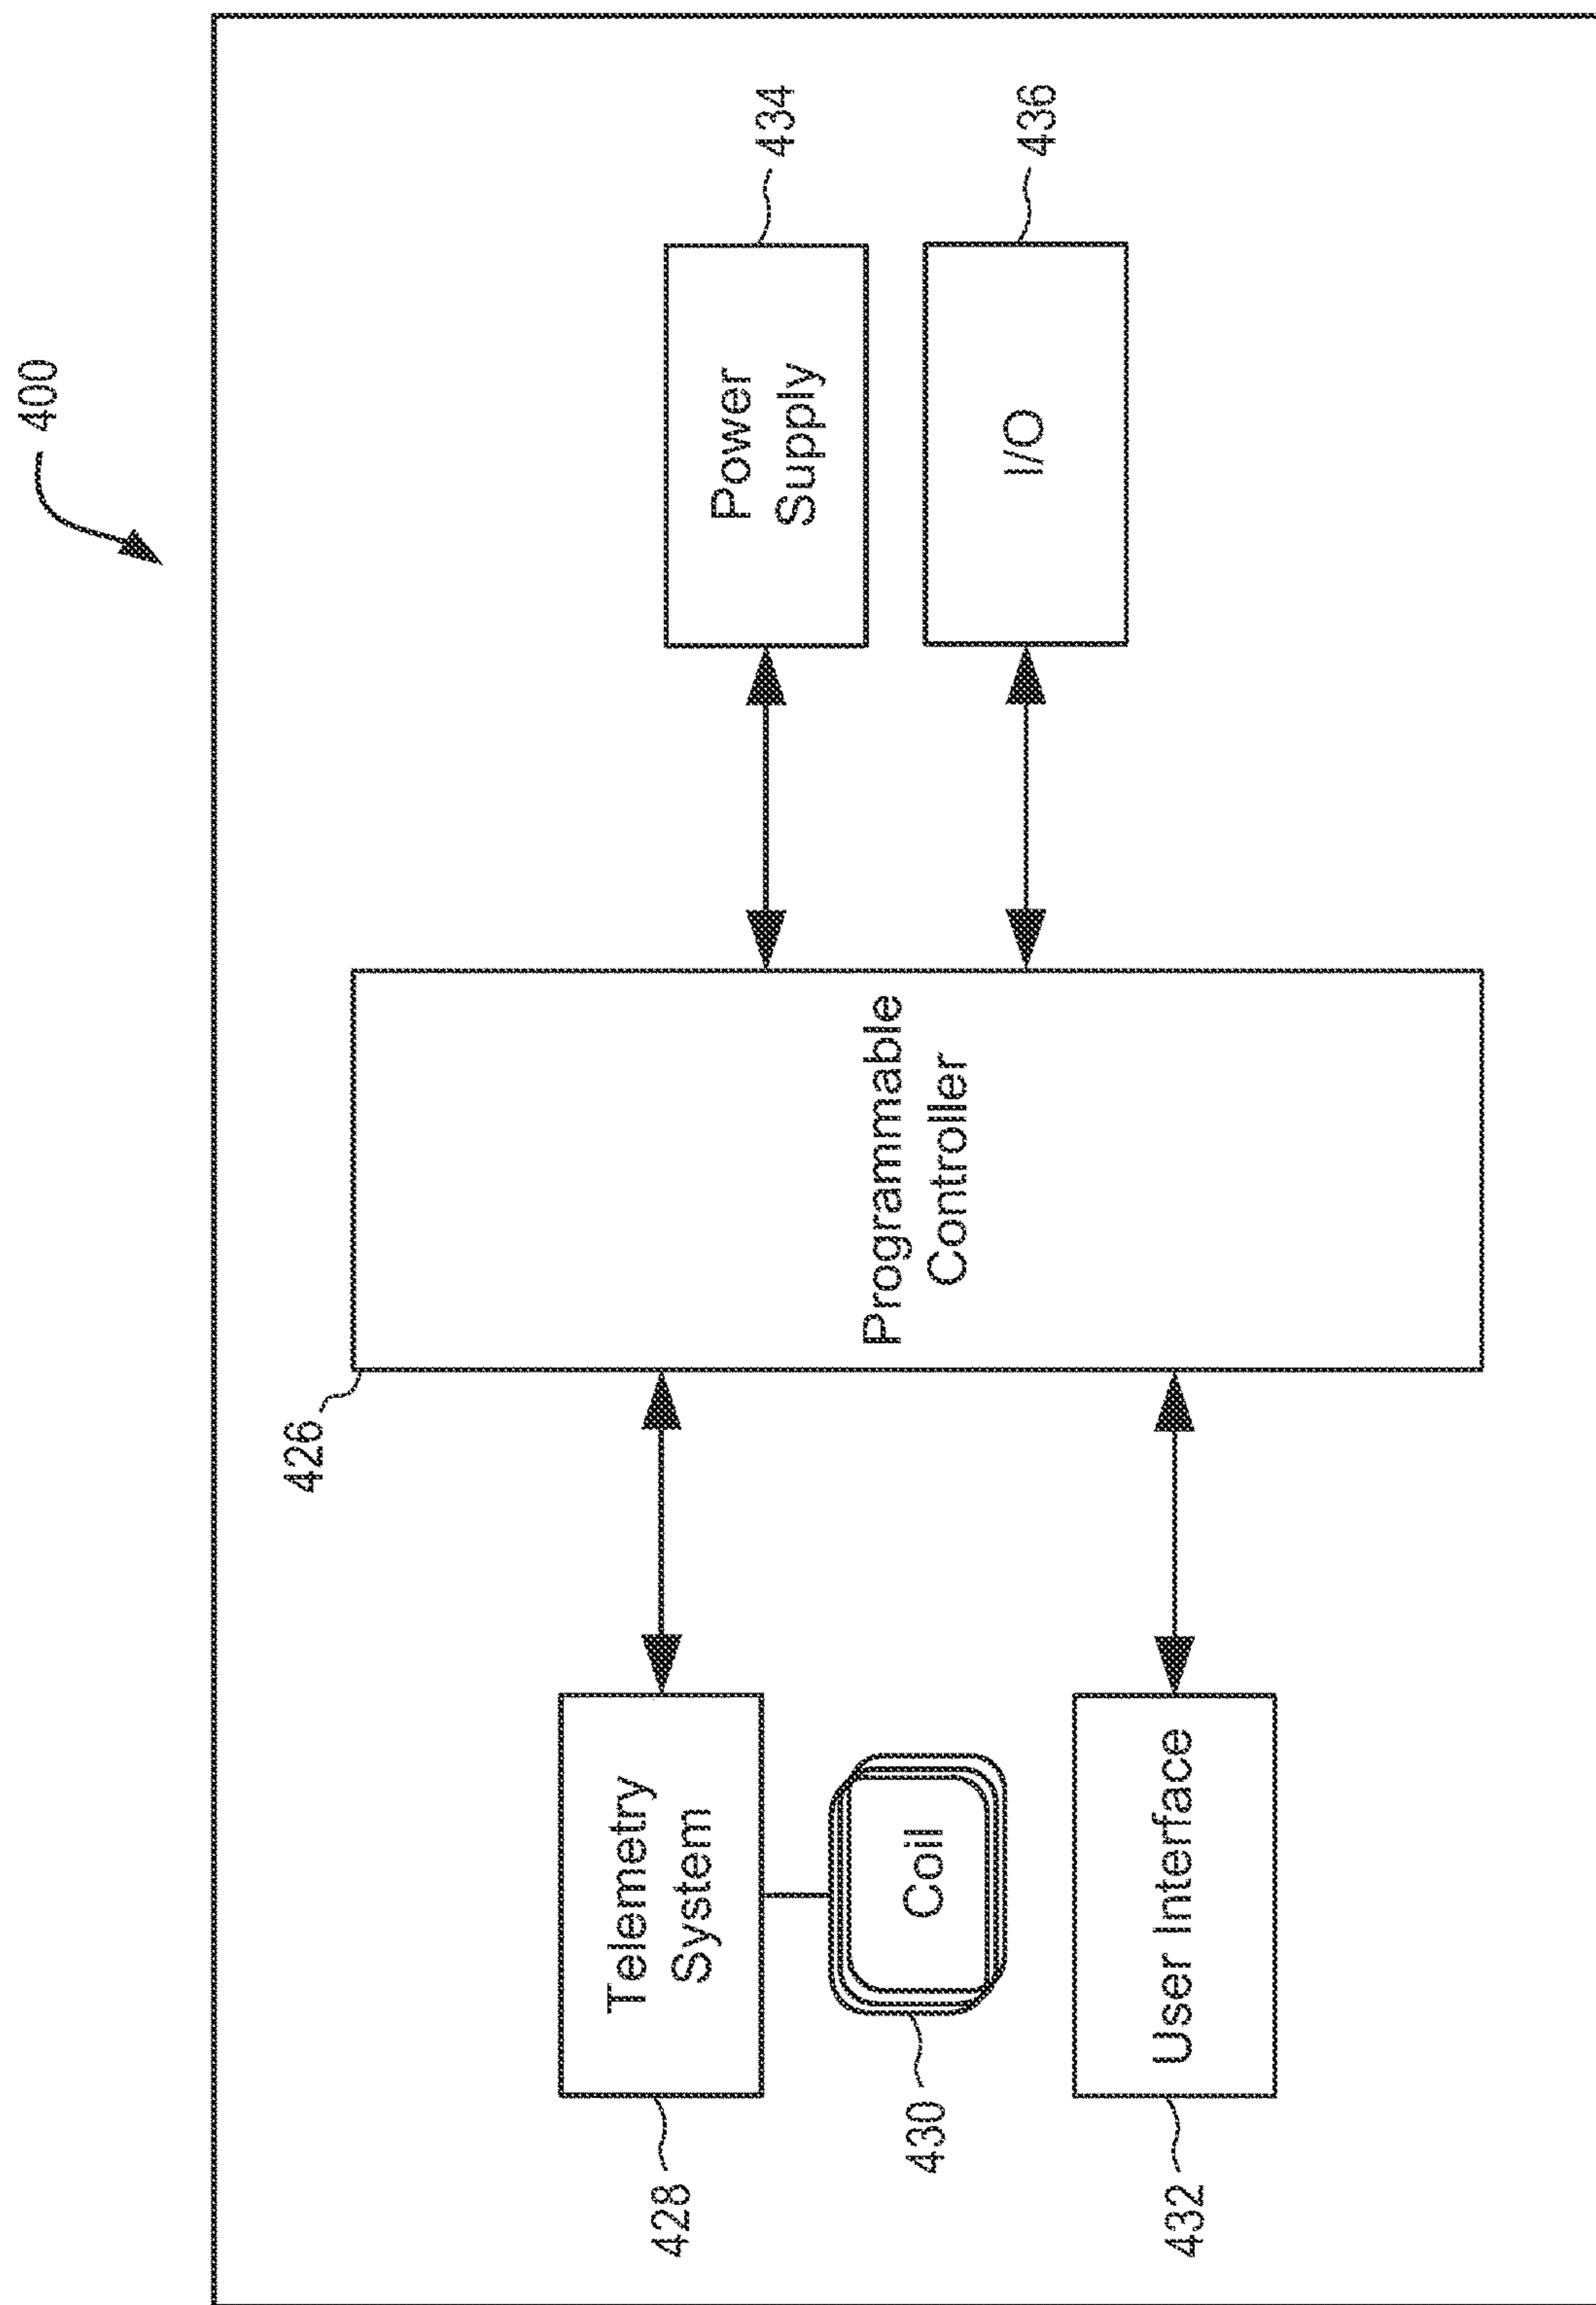 400
426
428
Telemetry
System
Power
Supply
434
Programmable
Controller
430
Coil
I/O
436
432
User Interface